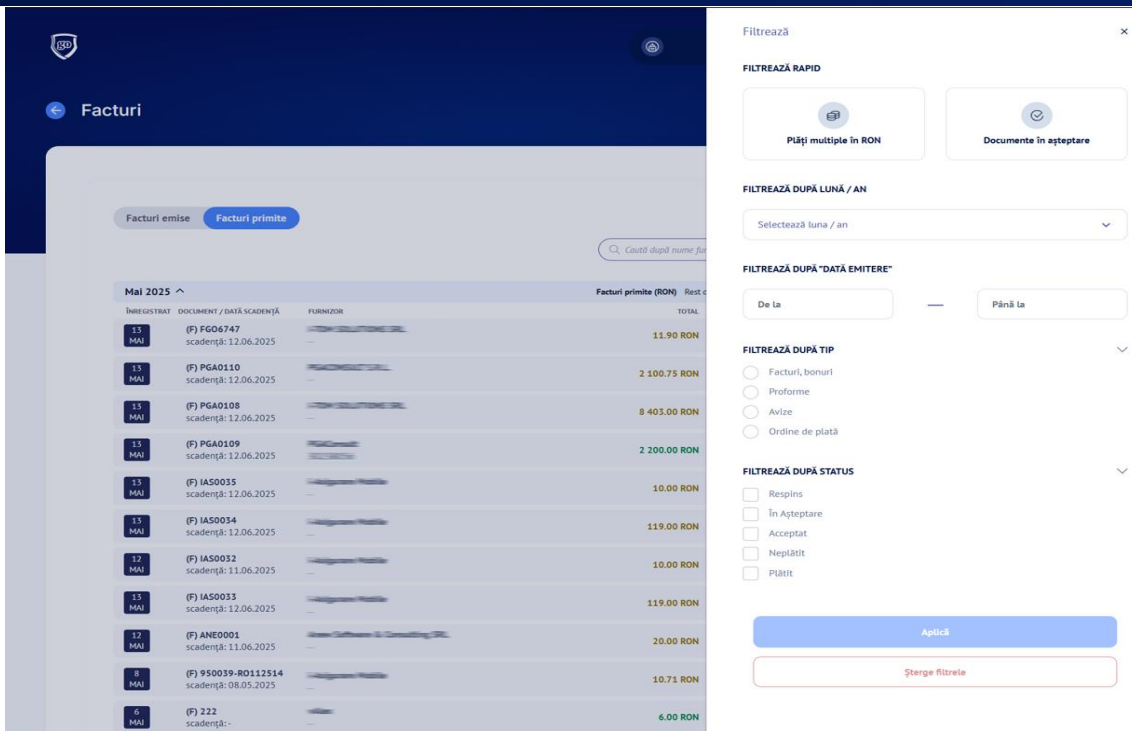 go
Facturi
Facturi emise
Facturi primite
Caută după nume fur
Mai 2025
Facturi primite (RON) Rest d
ÎNREGISTRAT DOCUMENT / DATĂ SCADENȚĂ FURNIZOR TOTAL
13 MAI (F) FGO6747 11.90 RON
scadență: 12.06.2025
13 MAI (F) PGA0110 2 100.75 RON
scadență: 12.06.2025
13 MAI (F) PGA0108 8 403.00 RON
scadență: 12.06.2025
13 MAI (F) PGA0109 2 200.00 RON
scadență: 12.06.2025
13 MAI (F) IAS0035 10.00 RON
scadență: 12.06.2025
13 MAI (F) IAS0034 119.00 RON
scadență: 12.06.2025
12 MAI (F) IAS0032 10.00 RON
scadență: 11.06.2025
13 MAI (F) IAS0033 119.00 RON
scadență: 12.06.2025
12 MAI (F) ANE0001 20.00 RON
scadență: 11.06.2025
8 MAI (F) 950039-RO112514 10.71 RON
scadență: 08.05.2025
6 MAI (F) 222 6.00 RON
scadență: -
Filtrează
FILTREAZĂ RAPID
Plăți multiple în RON
Documente în așteptare
FILTREAZĂ DUPĂ LUNĂ / AN
Selectează luna / an
FILTREAZĂ DUPĂ "DATĂ EMITERE"
De la — Până la
FILTREAZĂ DUPĂ TIP
Facturi, bonuri
Proforme
Avize
Ordine de plată
FILTREAZĂ DUPĂ STATUS
Respins
În Așteptare
Acceptat
Neplătit
Plătit
Aplică
Șterge filtrele